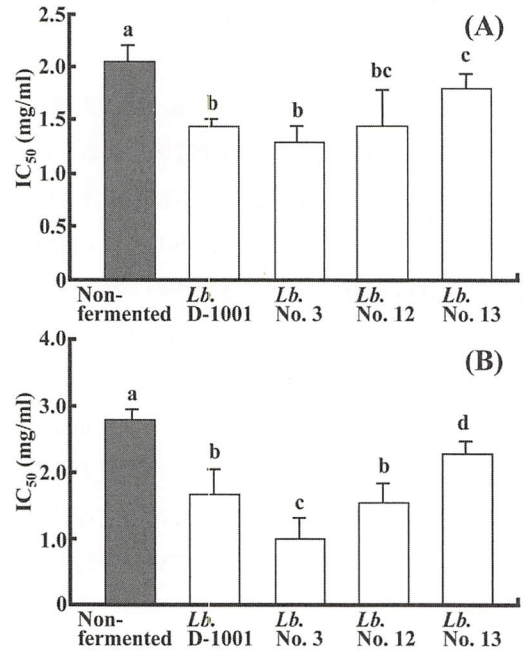 (A)
2.5
2.0
1.5
1.0
0.5
0
IC50 (mg/ml)
a
b
b
bc
c
Non-
fermented
Lb.
D-1001
Lb.
No. 3
Lb.
No. 12
Lb.
No. 13
(B)
4.0
3.0
2.0
1.0
0
IC50 (mg/ml)
a
b
c
b
d
Non-
fermented
Lb.
D-1001
Lb.
No. 3
Lb.
No. 12
Lb.
No. 13